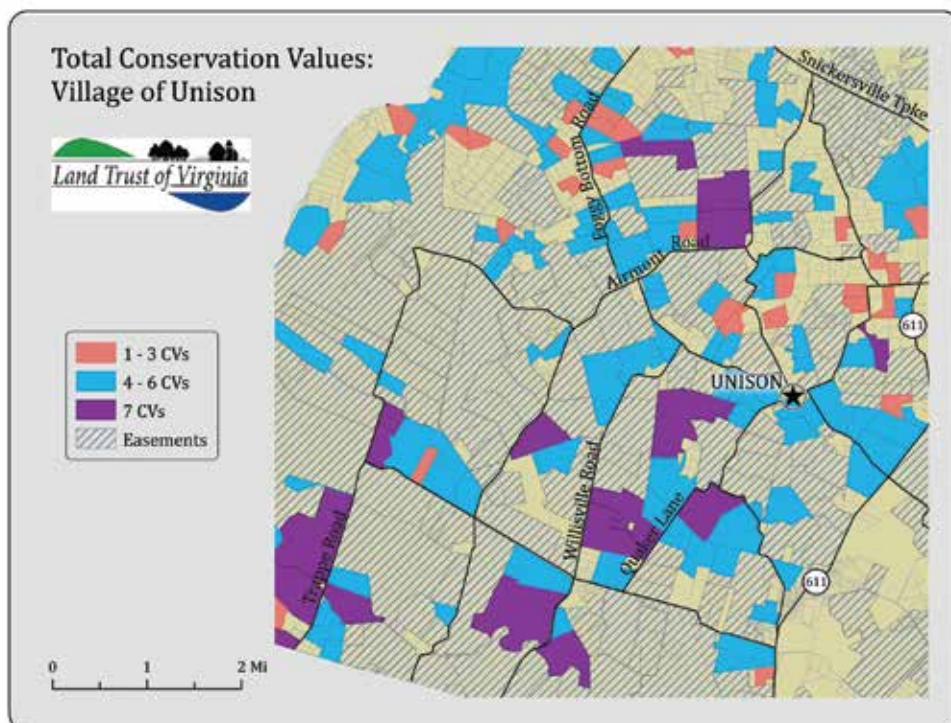 Total Conservation Values:
Village of Unison
Land Trust of Virginia
1 - 3 CVs
4 - 6 CVs
7 CVs
Easements
0 1 2 Mi
Snickersville Tpke
Foggy Bottom Road
Airmont Road
611
UNISON
Willisville Road
Quaker Lane
Trappe Road
611